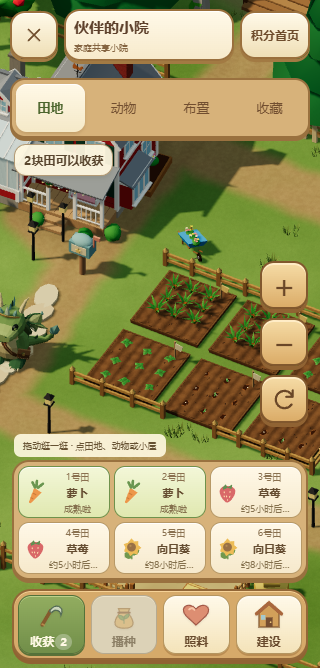 伙伴的小院
家庭共享小院
积分首页
田地
动物
布置
收藏
2块田可以收获
拖动逛一逛·点田地、动物或小屋
1号田
萝卜
成熟啦
2号田
萝卜
成熟啦
3号田
草莓
约5小时后...
4号田
草莓
约5小时后...
5号田
向日葵
约8小时后...
6号田
向日葵
约8小时后...
收获 2
播种
照料
建设